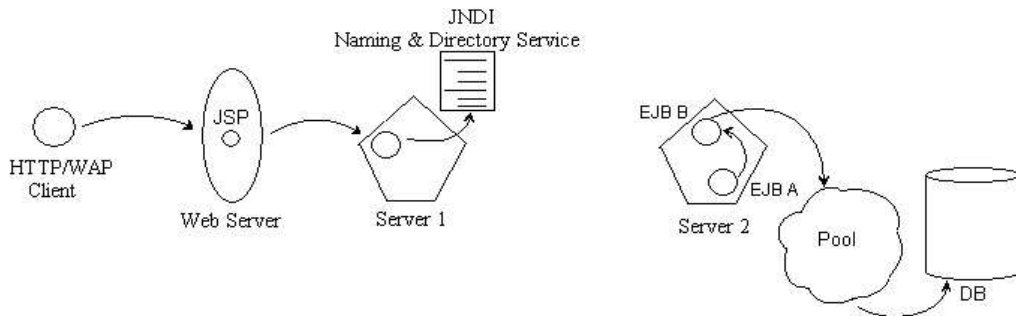 JNDI
Naming & Directory Service
JSP
HTTP/WAP
Client
Web Server
Server 1
EJB B
EJB A
Server 2
Pool
DB